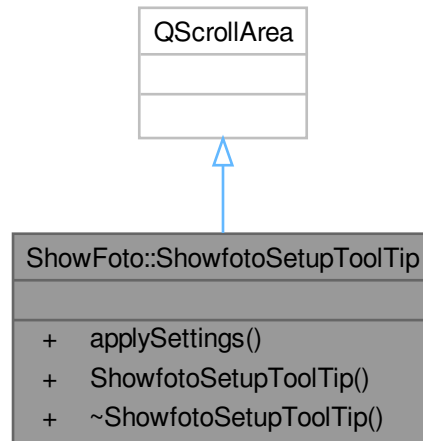 QScrollArea
ShowFoto::ShowfotoSetupToolTip
+ applySettings()
+ ShowfotoSetupToolTip()
+ ~ShowfotoSetupToolTip()